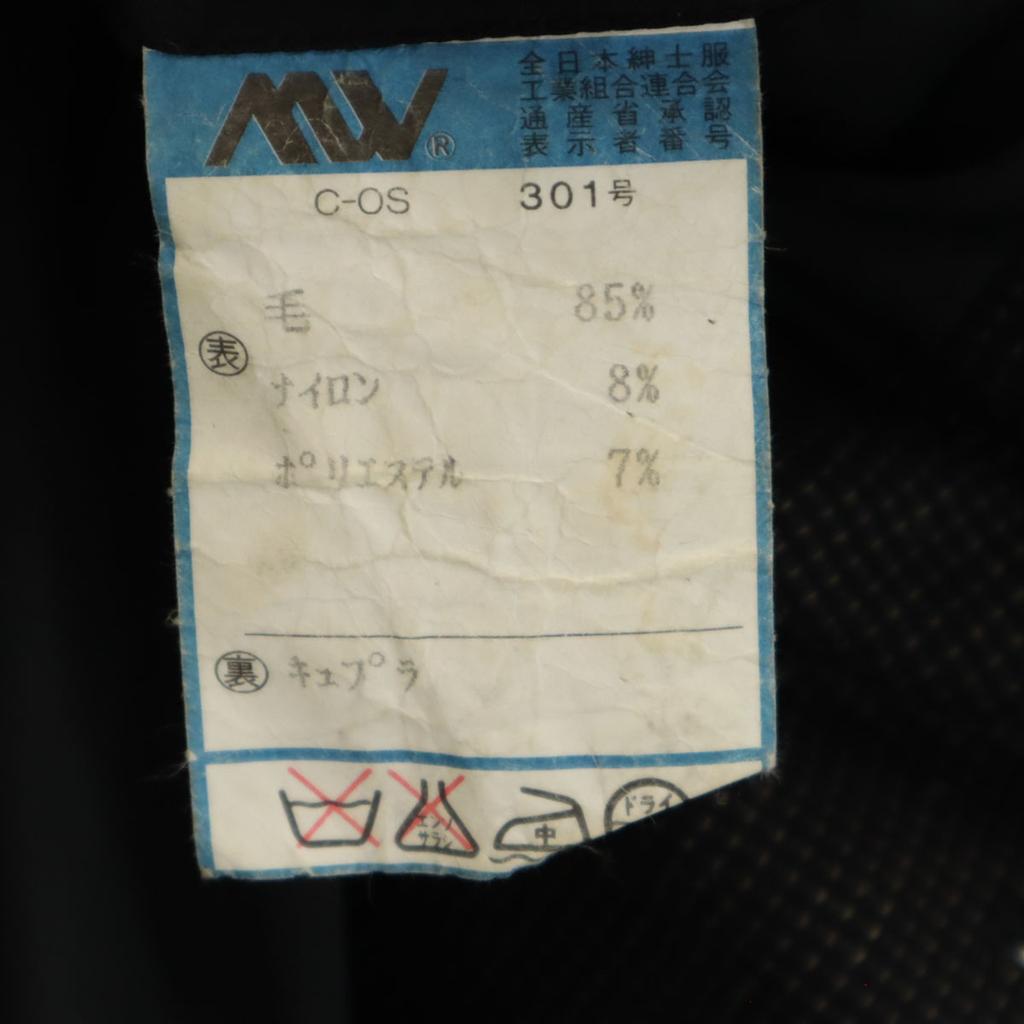 MW®
全日本紳士服
工業組合連合会
通産省承認
表示者番号
C-OS 301号
表
毛 85%
ナイロン 8%
ポリエステル 7%
裏 キュプラ
エンソ
サラシ
中
ドライ